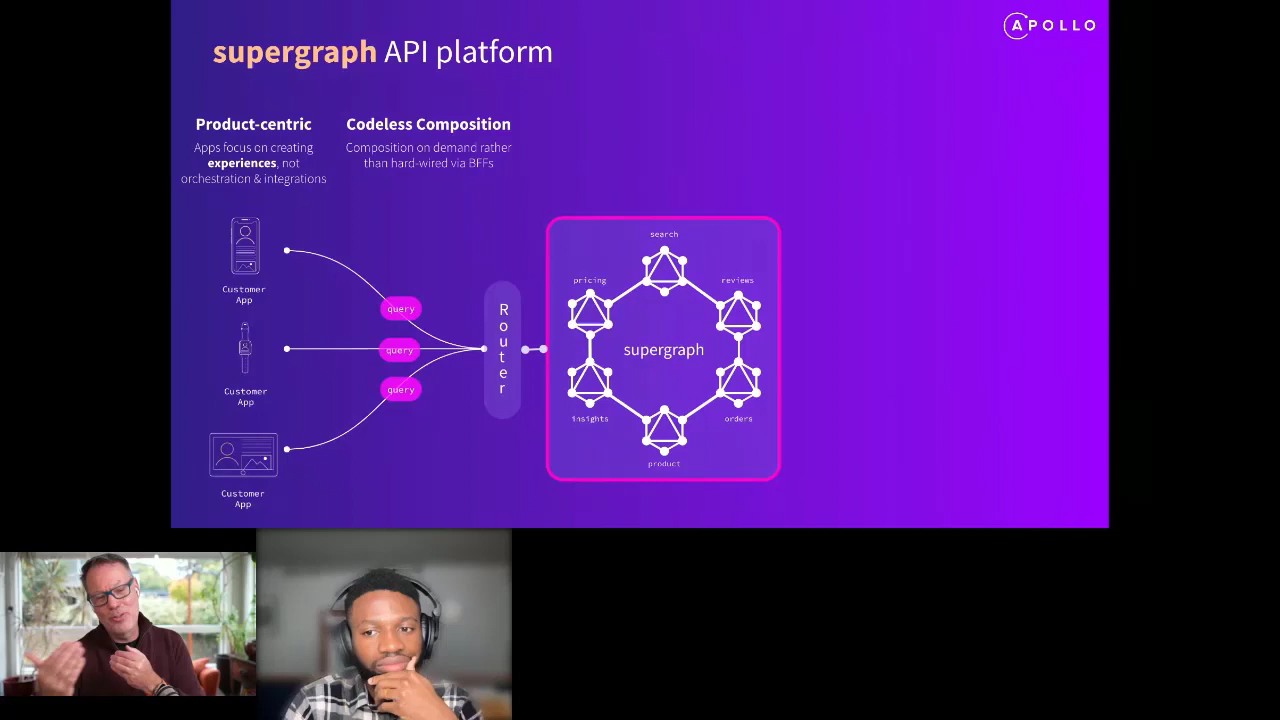 APOLLO
supergraph API platform
Product-centric
Apps focus on creating
experiences, not
orchestration & integrations
Codeless Composition
Composition on demand rather
than hard-wired via BFFs
Customer
App
Customer
App
Customer
App
query
query
query
Router
search
pricing
reviews
supergraph
insights
orders
product